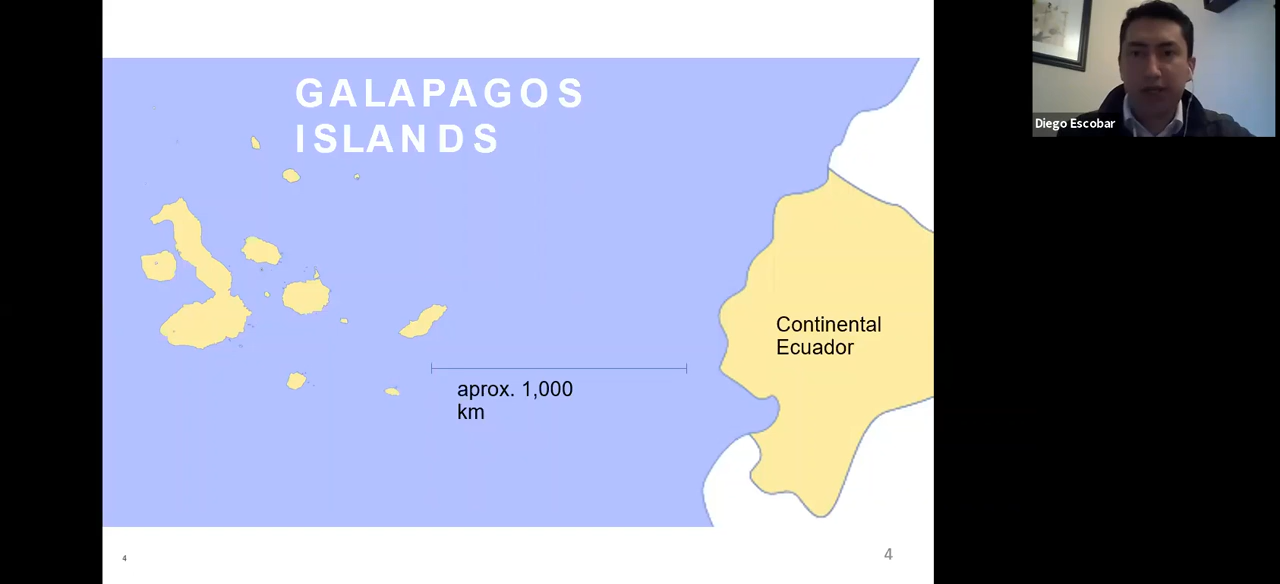 GALAPAGOS
ISLANDS
Diego Escobar
Continental
Ecuador
aprox. 1,000
km
4
4